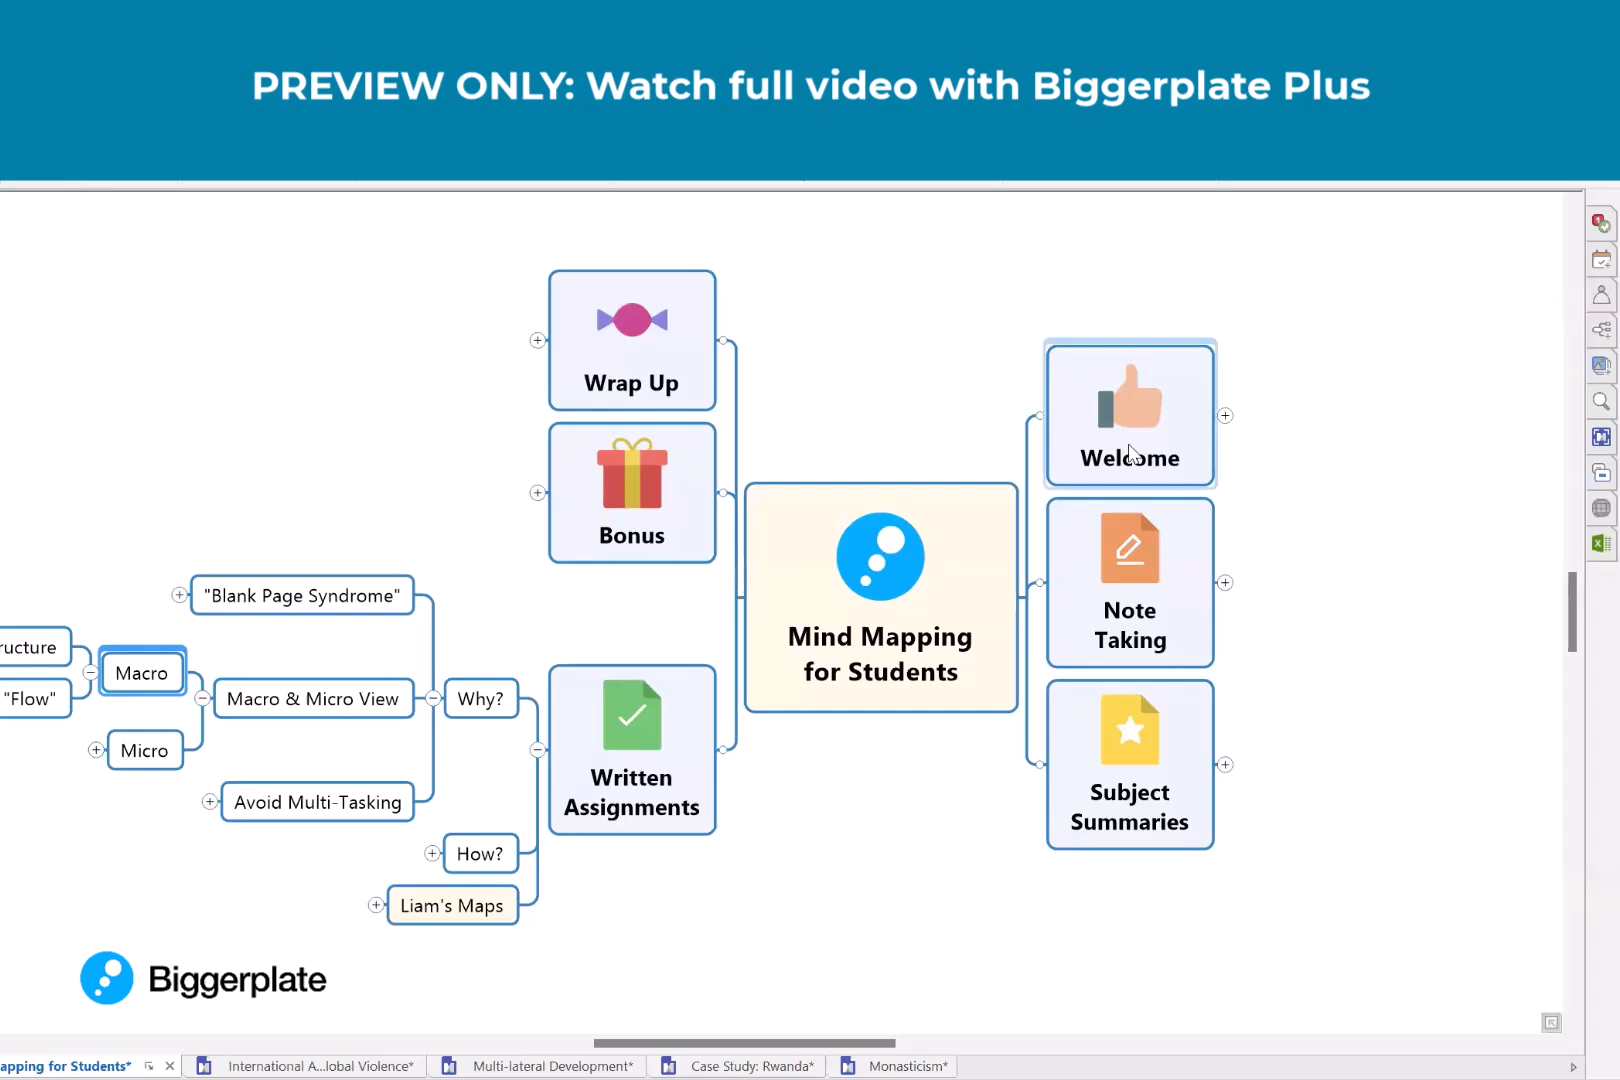 PREVIEW ONLY: Watch full video with Biggerplate Plus
Wrap Up
Bonus
"Blank Page Syndrome"
ructure
Macro
"Flow"
Macro & Micro View
Why?
Micro
Avoid Multi-Tasking
How?
Liam's Maps
Written
Assignments
Mind Mapping
for Students
Welcome
Note
Taking
Subject
Summaries
Biggerplate
apping for Students*
International A...lobal Violence*
Multi-lateral Development*
Case Study: Rwanda*
Monasticism*